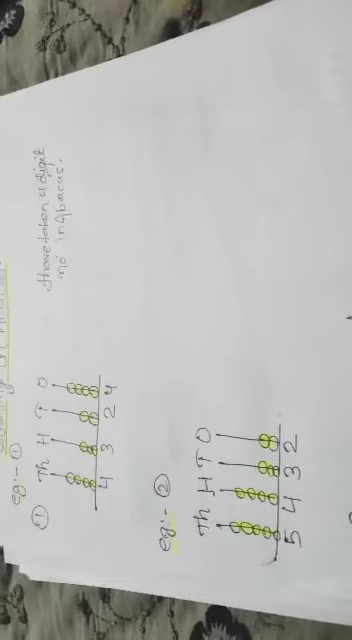 eg:- ①
① Th H T O
4 3 2 4
I have taken 4 digit
no in Abacus.
eg:- ②
Th H T O
5 4 3 2